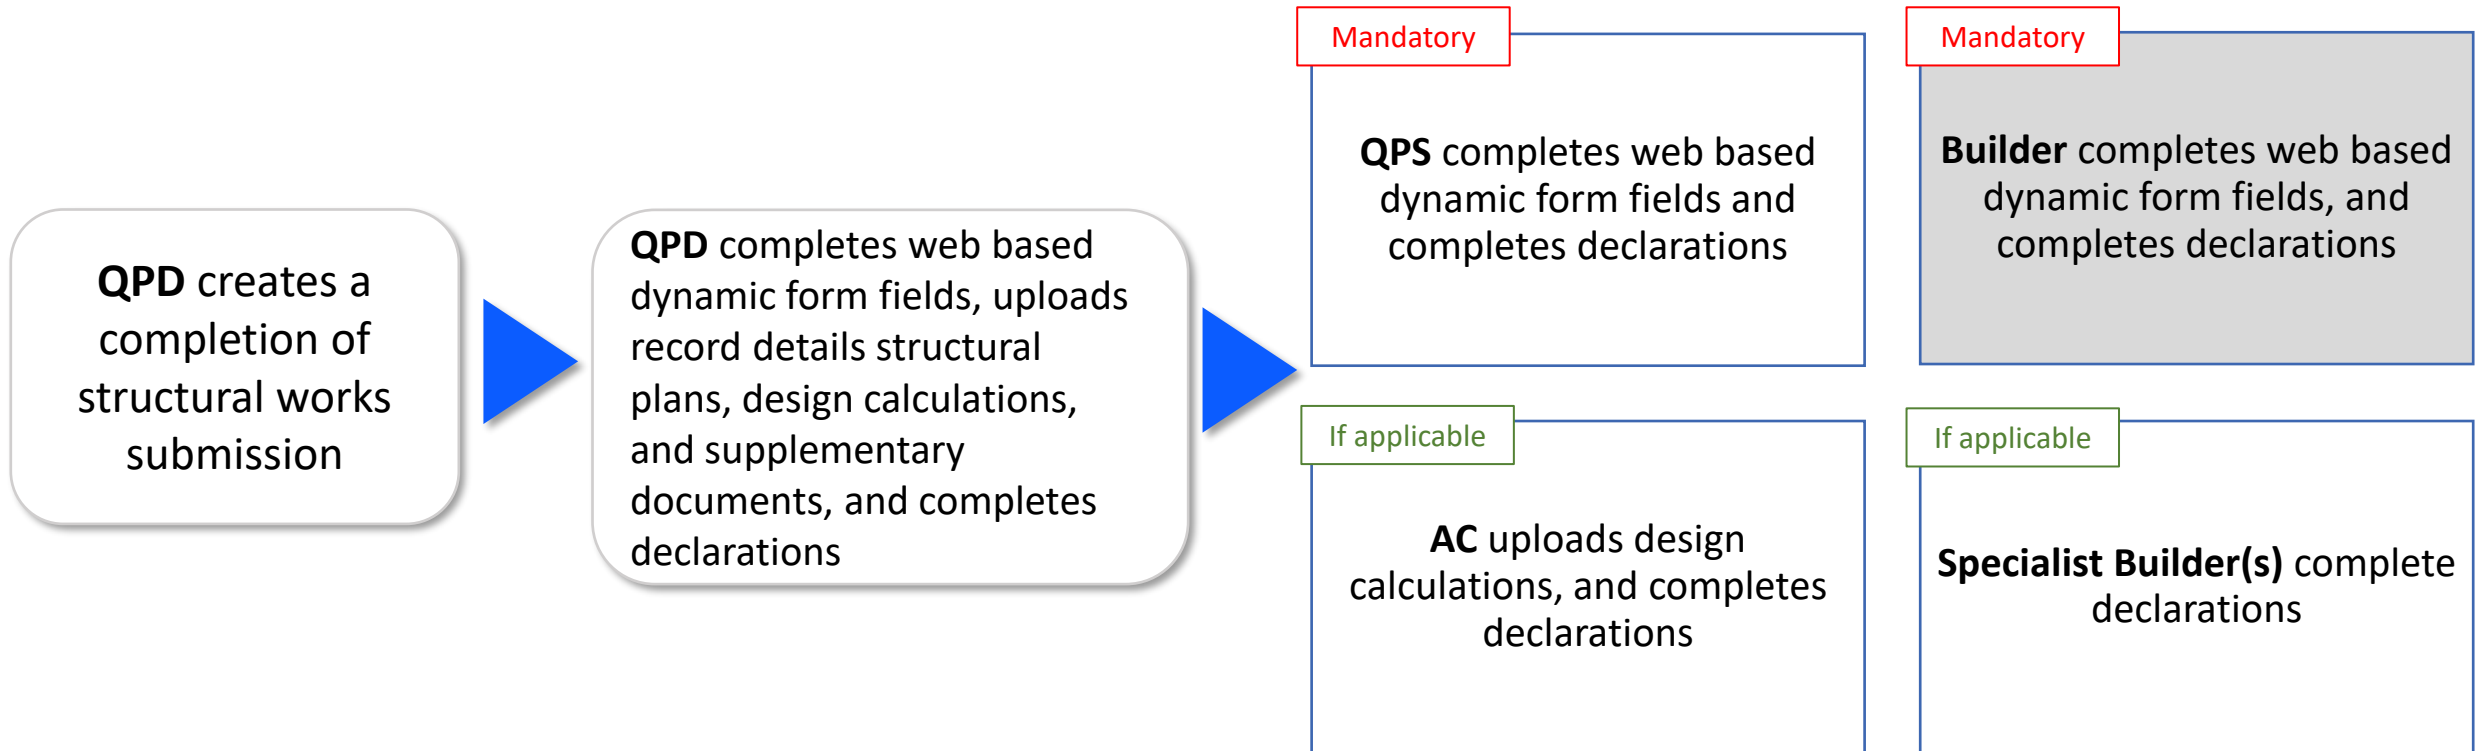 QPD creates a
completion of
structural works
submission
QPD completes web based
dynamic form fields, uploads
record details structural
plans, design calculations,
and supplementary
documents, and completes
declarations
Mandatory
QPS completes web based
dynamic form fields and
completes declarations
Mandatory
Builder completes web based
dynamic form fields, and
completes declarations
If applicable
AC uploads design
calculations, and completes
declarations
If applicable
Specialist Builder(s) complete
declarations